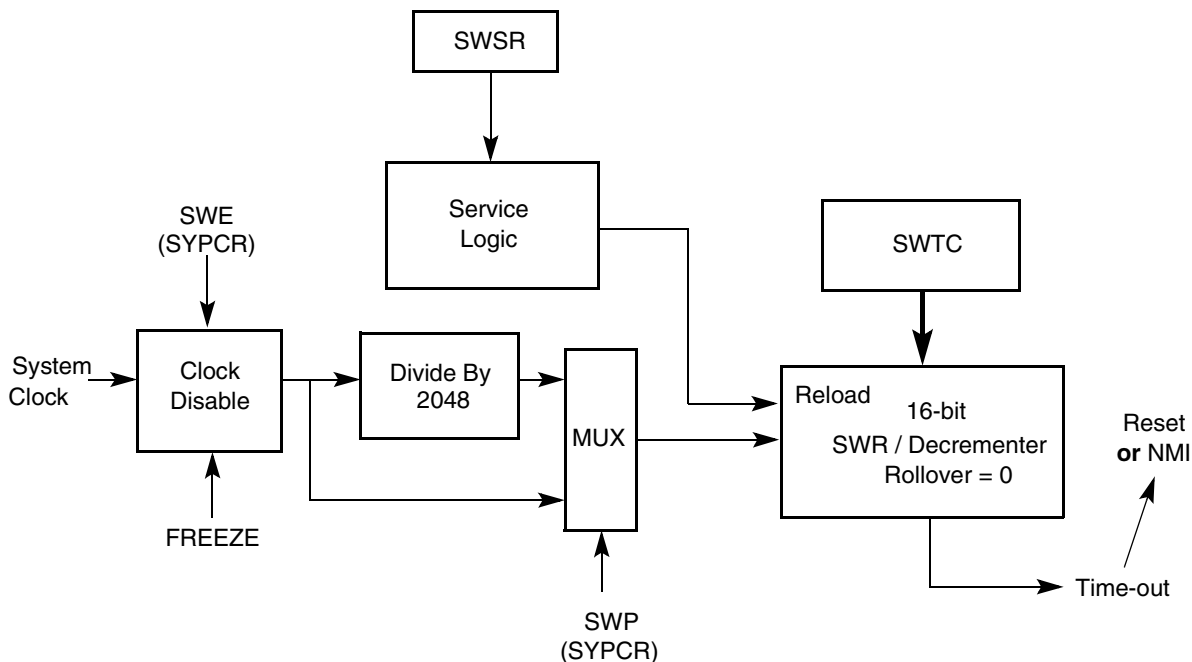 SWSR
Service
Logic
SWE
(SYPCR)
SWTC
System
Clock
Clock
Disable
Divide By
2048
MUX
Reload
16-bit
SWR / Decrementer
Rollover = 0
Reset
or NMI
FREEZE
Time-out
SWP
(SYPCR)